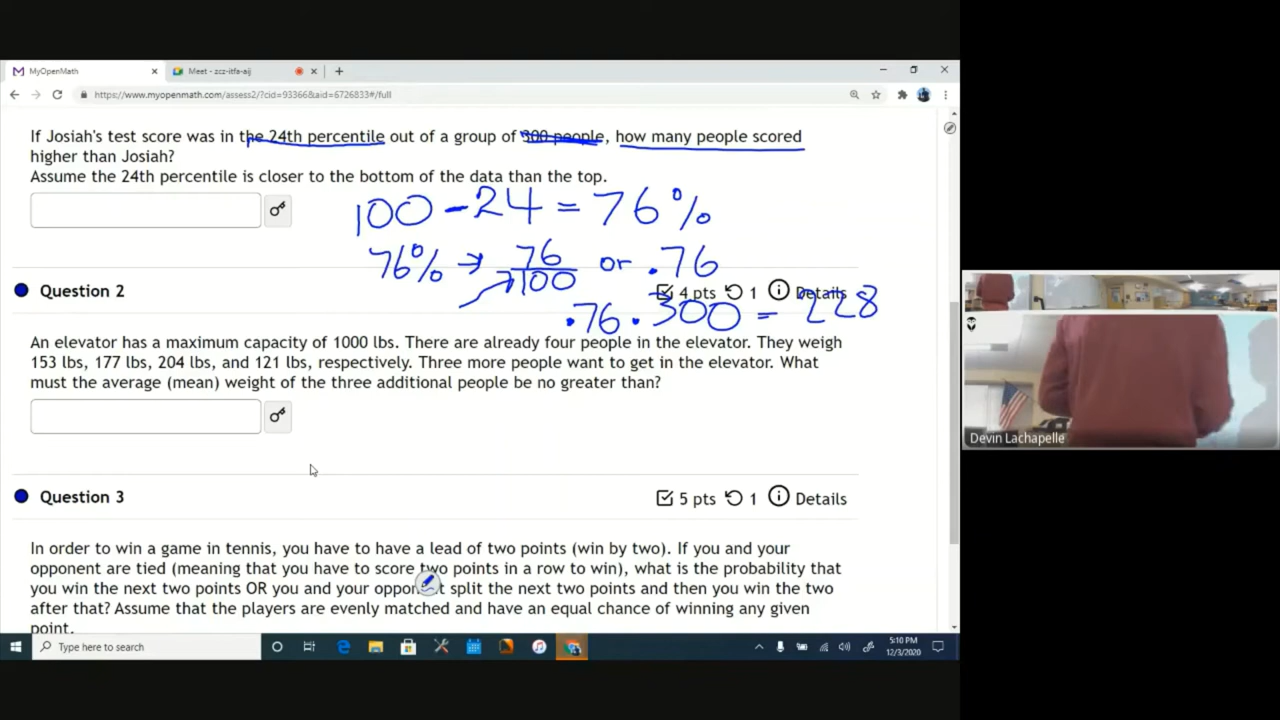 MyOpenMath
Meet - zcz-itfa-aij
https://www.myopenmath.com/assess2/?cid=93366&aid=6726833#/full
If Josiah's test score was in the 24th percentile out of a group of 300 people, how many people scored
higher than Josiah?
Assume the 24th percentile is closer to the bottom of the data than the top.
100 - 24 = 76%
76% → 76/100 or .76
Question 2
4 pts 1 Details
.76 · 300 = 228
An elevator has a maximum capacity of 1000 lbs. There are already four people in the elevator. They weigh
153 lbs, 177 lbs, 204 lbs, and 121 lbs, respectively. Three more people want to get in the elevator. What
must the average (mean) weight of the three additional people be no greater than?
Devin Lachapelle
Question 3
5 pts 1 Details
In order to win a game in tennis, you have to have a lead of two points (win by two). If you and your
opponent are tied (meaning that you have to score two points in a row to win), what is the probability that
you win the next two points OR you and your opponent split the next two points and then you win the two
after that? Assume that the players are evenly matched and have an equal chance of winning any given
point.
Type here to search
5:10 PM
12/3/2020